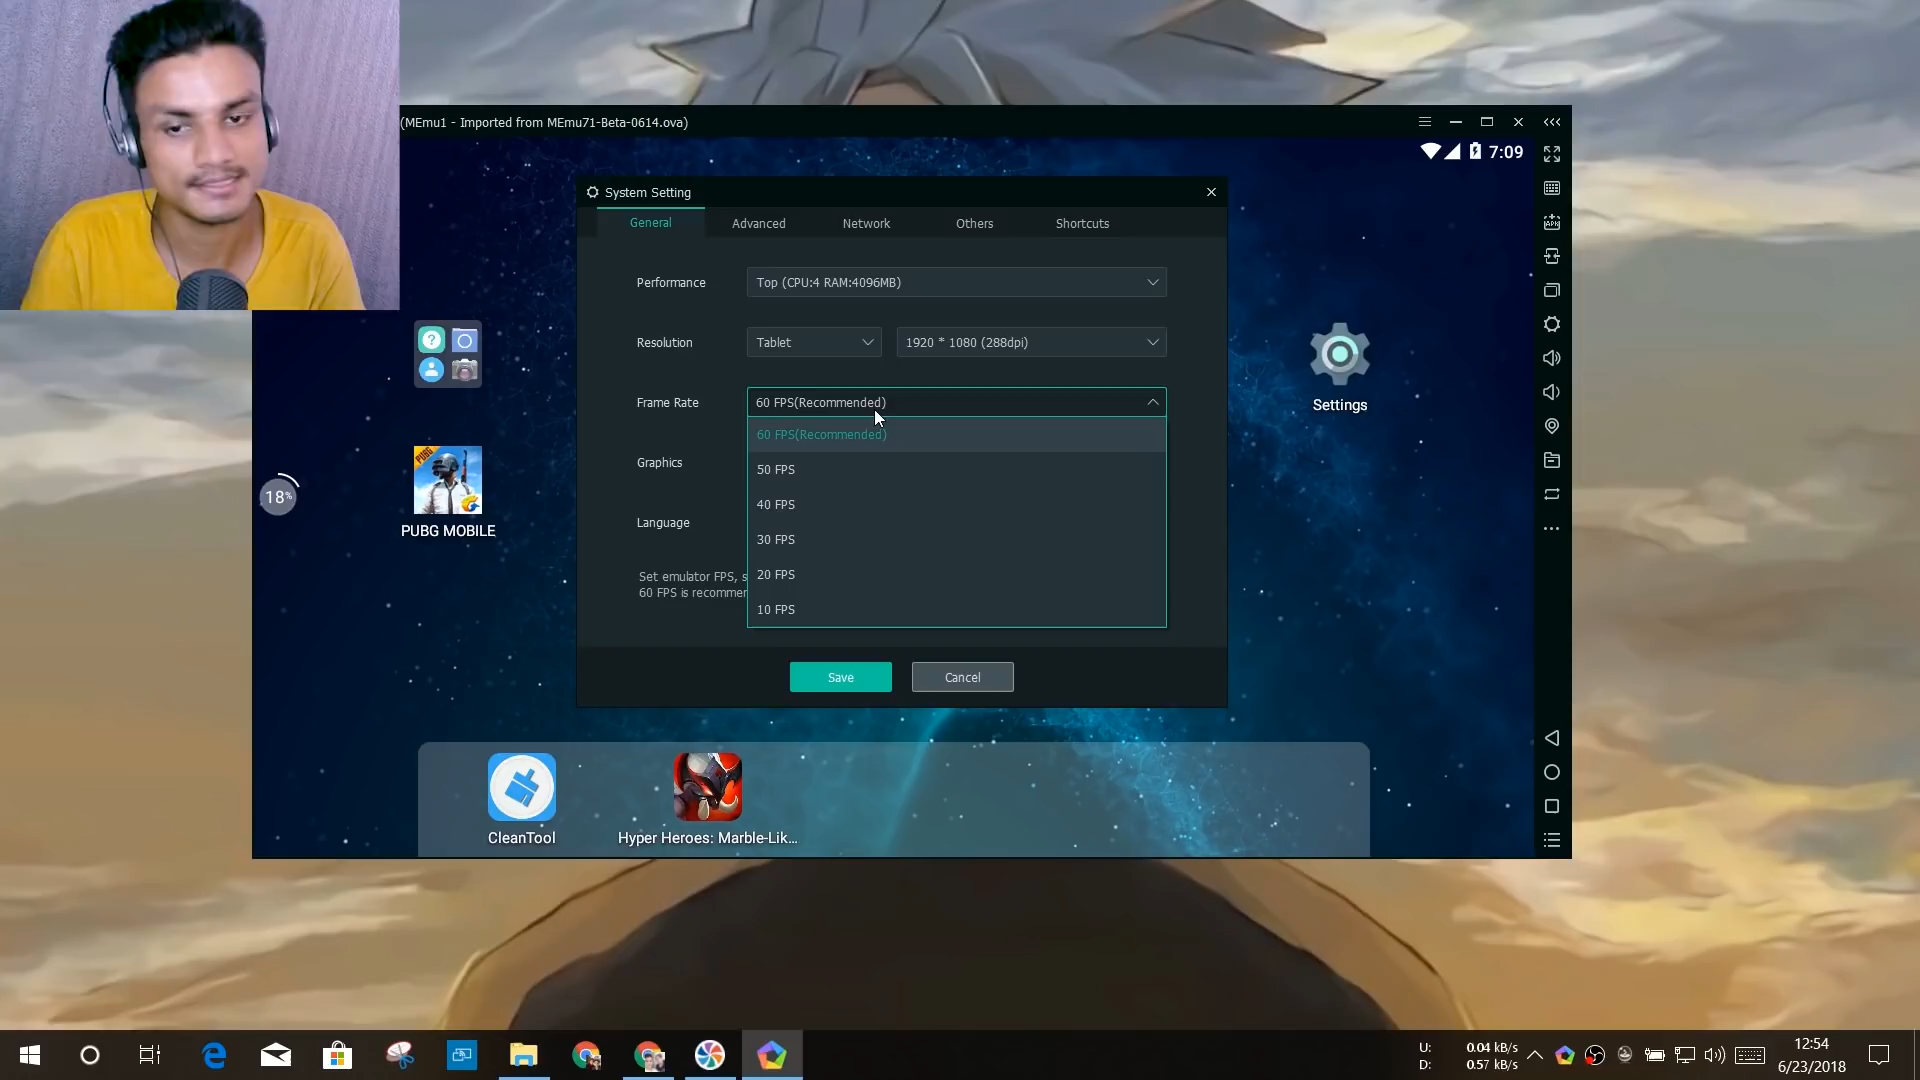 (MEmu1 - Imported from MEmu71-Beta-0614.ova)
7:09
System Setting
General
Advanced
Network
Others
Shortcuts
Performance
Top (CPU:4 RAM:4096MB)
Resolution
Tablet
1920 * 1080 (288dpi)
Frame Rate
60 FPS(Recommended)
60 FPS(Recommended)
50 FPS
Graphics
40 FPS
Language
30 FPS
Set emulator FPS, s
20 FPS
60 FPS is recommer
10 FPS
Save
Cancel
Settings
18%
PUBG
PUBG MOBILE
APK
CleanTool
Hyper Heroes: Marble-Lik...
U: 0.04 kB/s
D: 0.57 kB/s
12:54
6/23/2018